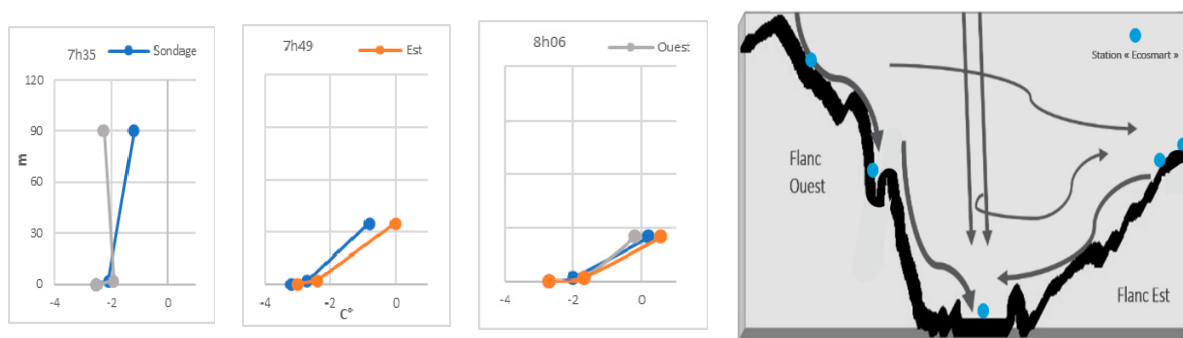 7h35
Sondage
120
90
60
30
0
m
-4
-2
0
7h49
Est
-4
-2
0
C°
8h06
Ouest
-4
-2
0
Station « Ecosmart »
Flanc
Ouest
Flanc Est